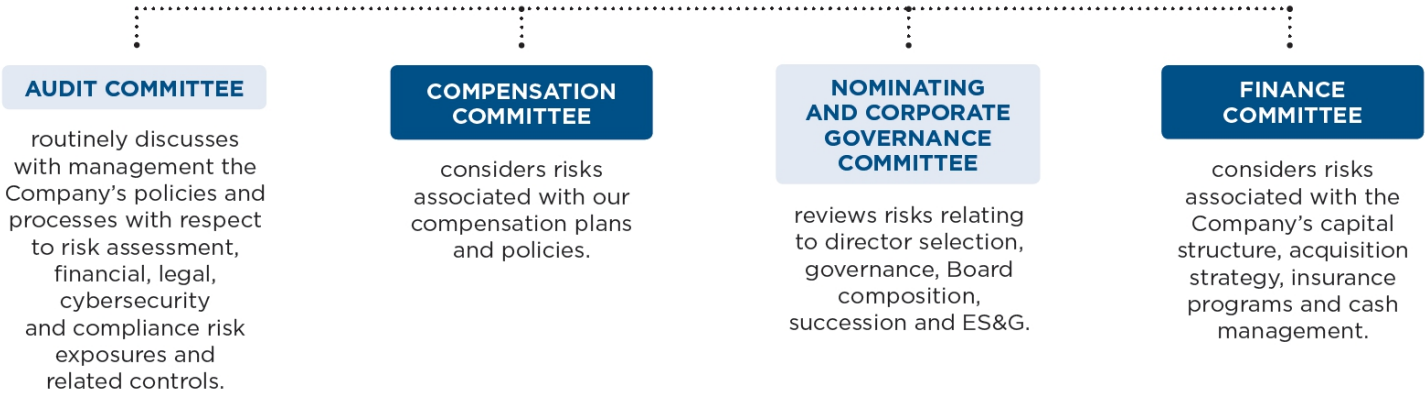 AUDIT COMMITTEE
routinely discusses
with management the
Company’s policies and
processes with respect
to risk assessment,
financial, legal,
cybersecurity
and compliance risk
exposures and
related controls.
COMPENSATION
COMMITTEE
considers risks
associated with our
compensation plans
and policies.
NOMINATING
AND CORPORATE
GOVERNANCE
COMMITTEE
reviews risks relating
to director selection,
governance, Board
composition,
succession and ES&G.
FINANCE
COMMITTEE
considers risks
associated with the
Company’s capital
structure, acquisition
strategy, insurance
programs and cash
management.